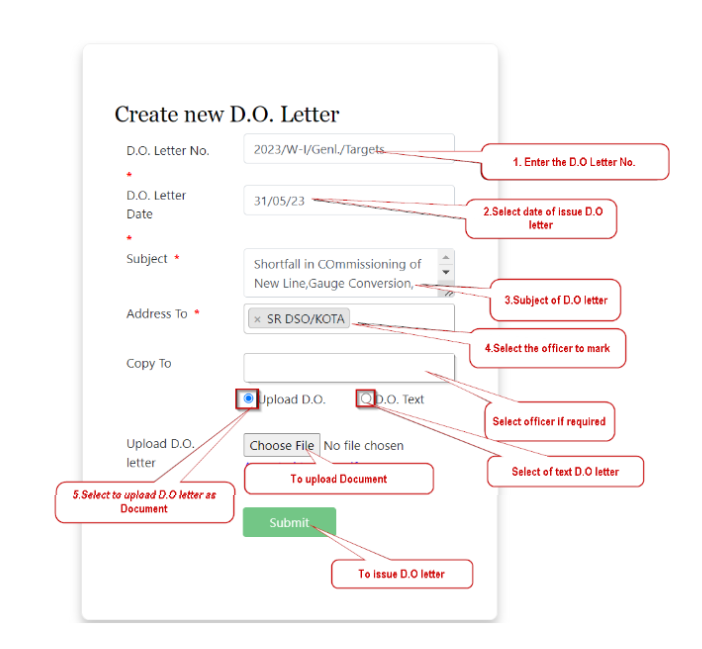 Create new D.O. Letter
D.O. Letter No.
*
2023/W-I/Genl./Targets
1. Enter the D.O Letter No.
D.O. Letter
Date
*
31/05/23
2.Select date of issue D.O
letter
Subject *
Shortfall in COmmissioning of
New Line,Gauge Conversion,
3.Subject of D.O letter
Address To *
× SR DSO/KOTA
4.Select the officer to mark
Copy To
Select officer if required
Upload D.O.
D.O. Text
Select of text D.O letter
Upload D.O.
letter
Choose File No file chosen
To upload Document
5.Select to upload D.O letter as
Document
Submit
To issue D.O letter